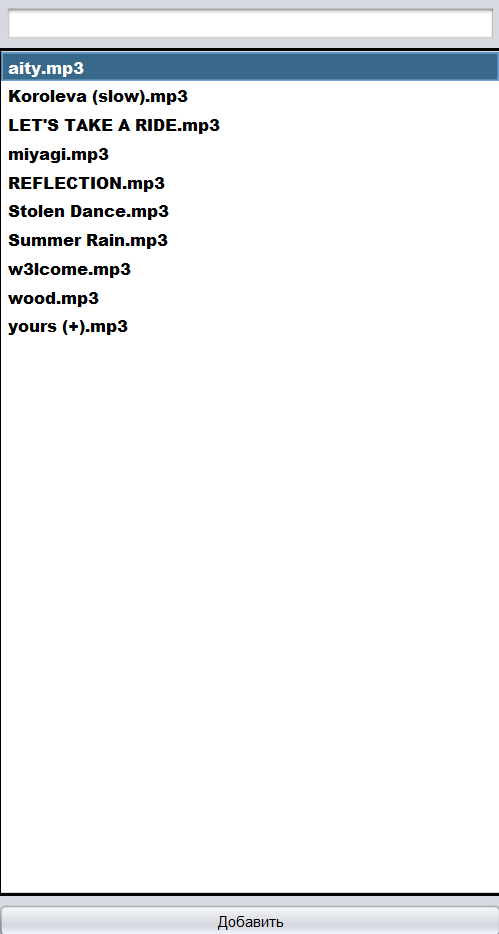 aity.mp3
Koroleva (slow).mp3
LET'S TAKE A RIDE.mp3
miyagi.mp3
REFLECTION.mp3
Stolen Dance.mp3
Summer Rain.mp3
w3lcome.mp3
wood.mp3
yours (+).mp3
Добавить